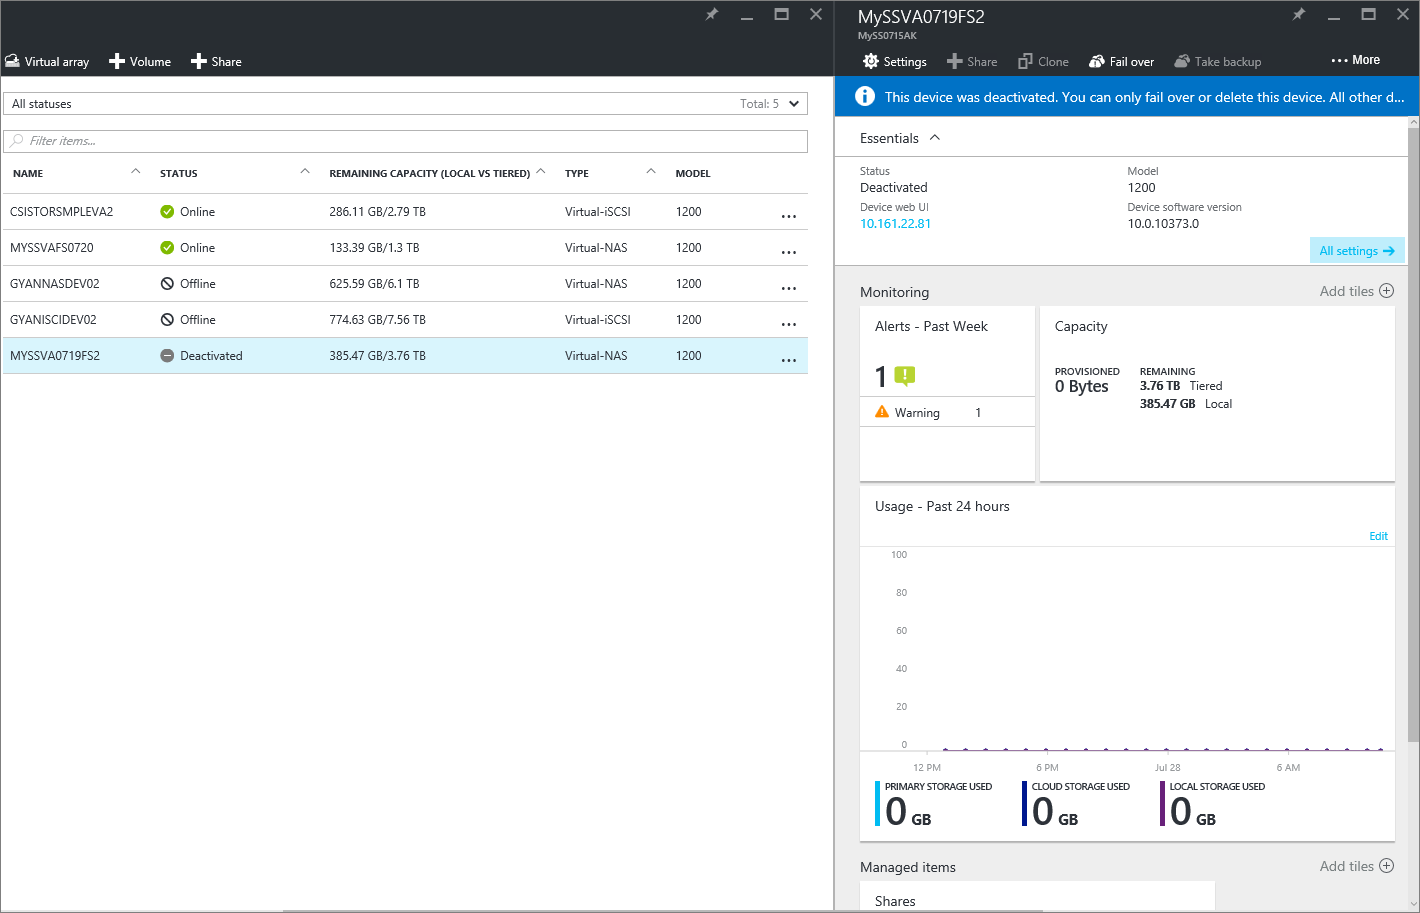 Virtual array Volume Share
All statuses Total: 5
Filter items...
NAME STATUS REMAINING CAPACITY (LOCAL VS TIERED) TYPE MODEL
CSISTORSMPLEVA2 Online 286.11 GB/2.79 TB Virtual-iSCSI 1200 ...
MYSSVAFS0720 Online 133.39 GB/1.3 TB Virtual-NAS 1200 ...
GYANNASDEV02 Offline 625.59 GB/6.1 TB Virtual-NAS 1200 ...
GYANISCIDEV02 Offline 774.63 GB/7.56 TB Virtual-iSCSI 1200 ...
MYSSVA0719FS2 Deactivated 385.47 GB/3.76 TB Virtual-NAS 1200 ...
MySSVA0719FS2
MySS0715AK
Settings Share Clone Fail over Take backup ... More
This device was deactivated. You can only fail over or delete this device. All other d...
Essentials
Status Model
Deactivated 1200
Device web UI Device software version
10.161.22.81 10.0.10373.0
All settings
Monitoring Add tiles
Alerts - Past Week
1
Warning 1
Capacity
PROVISIONED REMAINING
0 Bytes 3.76 TB Tiered
385.47 GB Local
Usage - Past 24 hours
Edit
100
80
60
40
20
0
12 PM 6 PM Jul 28 6 AM
PRIMARY STORAGE USED CLOUD STORAGE USED LOCAL STORAGE USED
0 GB 0 GB 0 GB
Managed items Add tiles
Shares